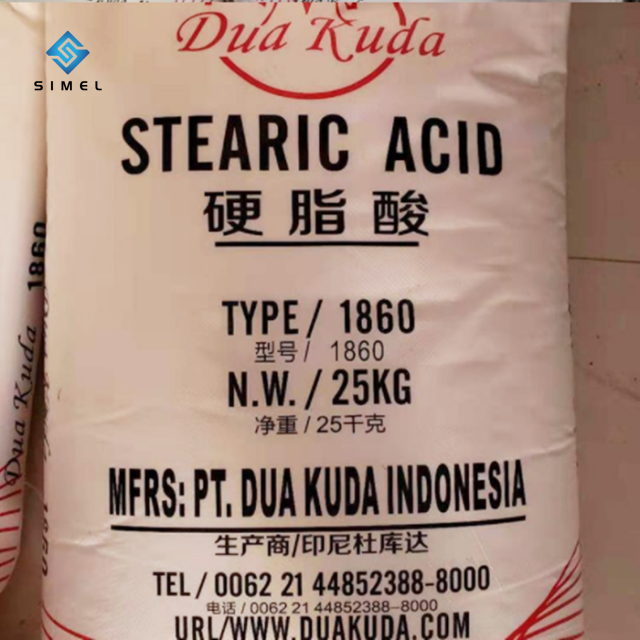 SIMEL
Dua Kuda
STEARIC ACID
硬脂酸
TYPE / 1860
型号 / 1860
N.W. / 25KG
净重 / 25千克
MFRS: PT. DUA KUDA INDONESIA
生产商/印尼杜库达
TEL / 0062 21 44852388-8000
电话 / 0062 21 44852388-8000
URL/WWW.DUAKUDA.COM
Dua Kuda 1860
1860